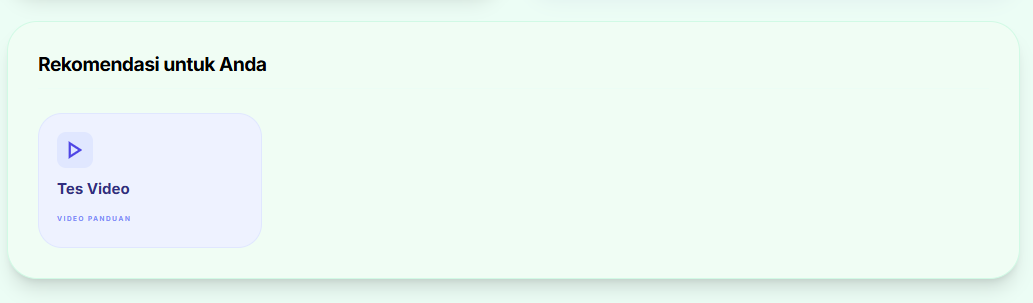 Rekomendasi untuk Anda
Tes Video
VIDEO PANDUAN